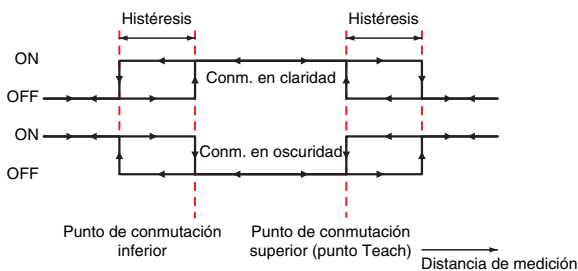 Histéresis
Histéresis
ON
Conm. en claridad
OFF
ON
Conm. en oscuridad
OFF
Punto de conmutación
inferior
Punto de conmutación
superior (punto Teach)
Distancia de medición